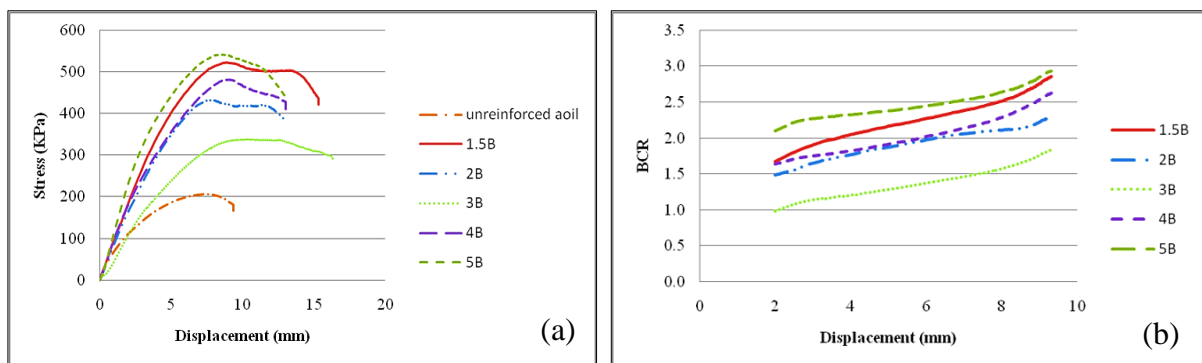 600
500
400
300
200
100
0
0 5 10 15 20
Stress (KPa)
Displacement (mm)
unreinforced aoil
1.5B
2B
3B
4B
5B
(a)
3.5
3.0
2.5
2.0
1.5
1.0
0.5
0.0
0 2 4 6 8 10
BCR
Displacement (mm)
1.5B
2B
3B
4B
5B
(b)